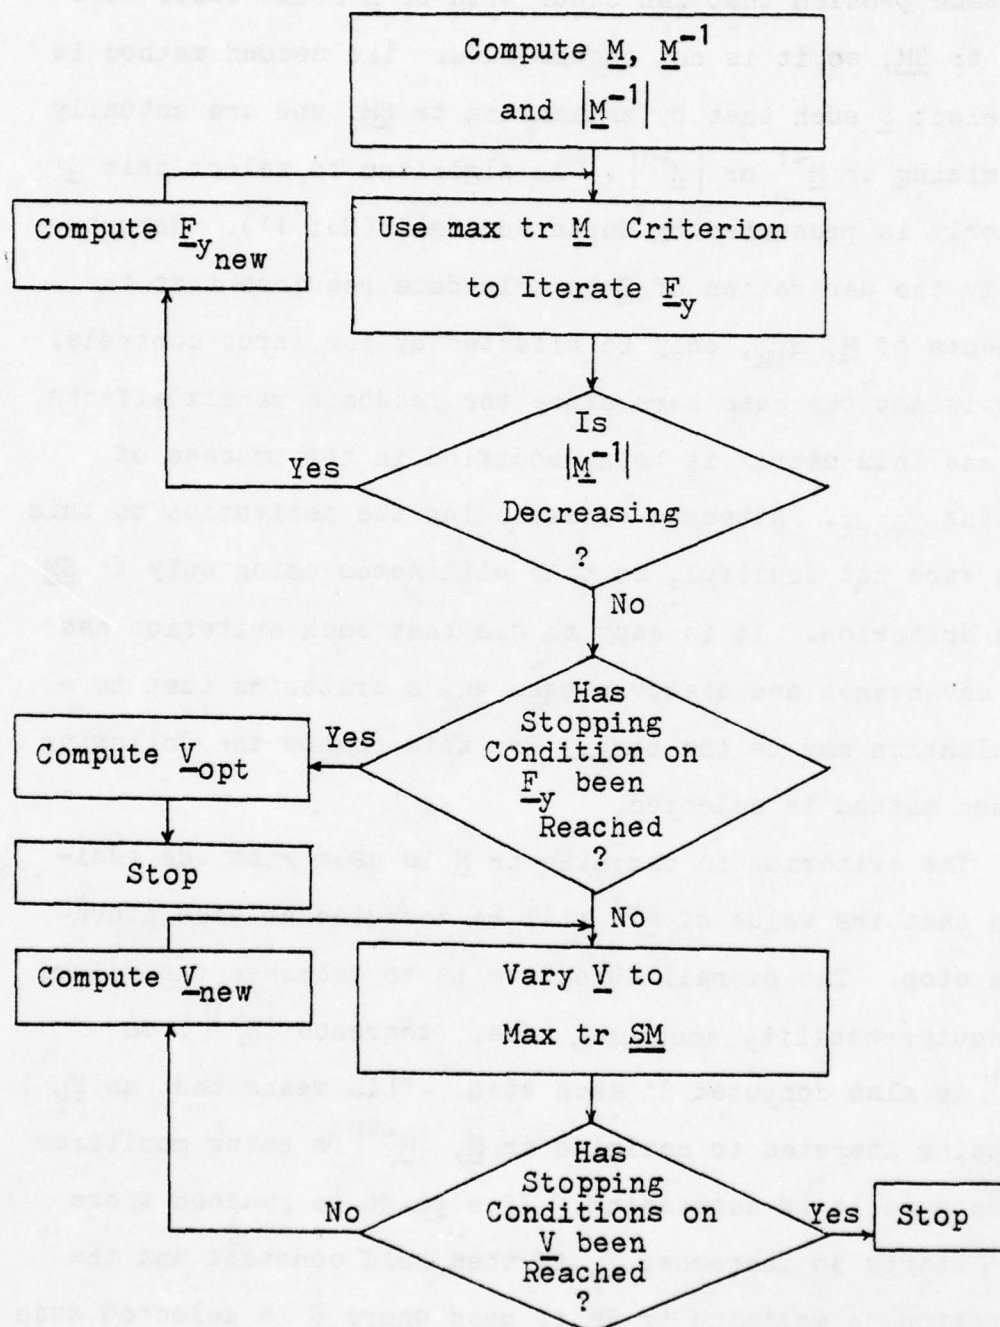 Compute M, M⁻¹
and |M⁻¹|
Compute F_y new
Use max tr M Criterion
to Iterate F_y
Is
|M⁻¹|
Decreasing
?
Yes
No
Has
Stopping
Condition on
F_y been
Reached
?
Yes
Compute V_opt
Stop
No
Compute V_new
Vary V to
Max tr SM
Has
Stopping
Conditions on
V been
Reached
?
No
Yes
Stop